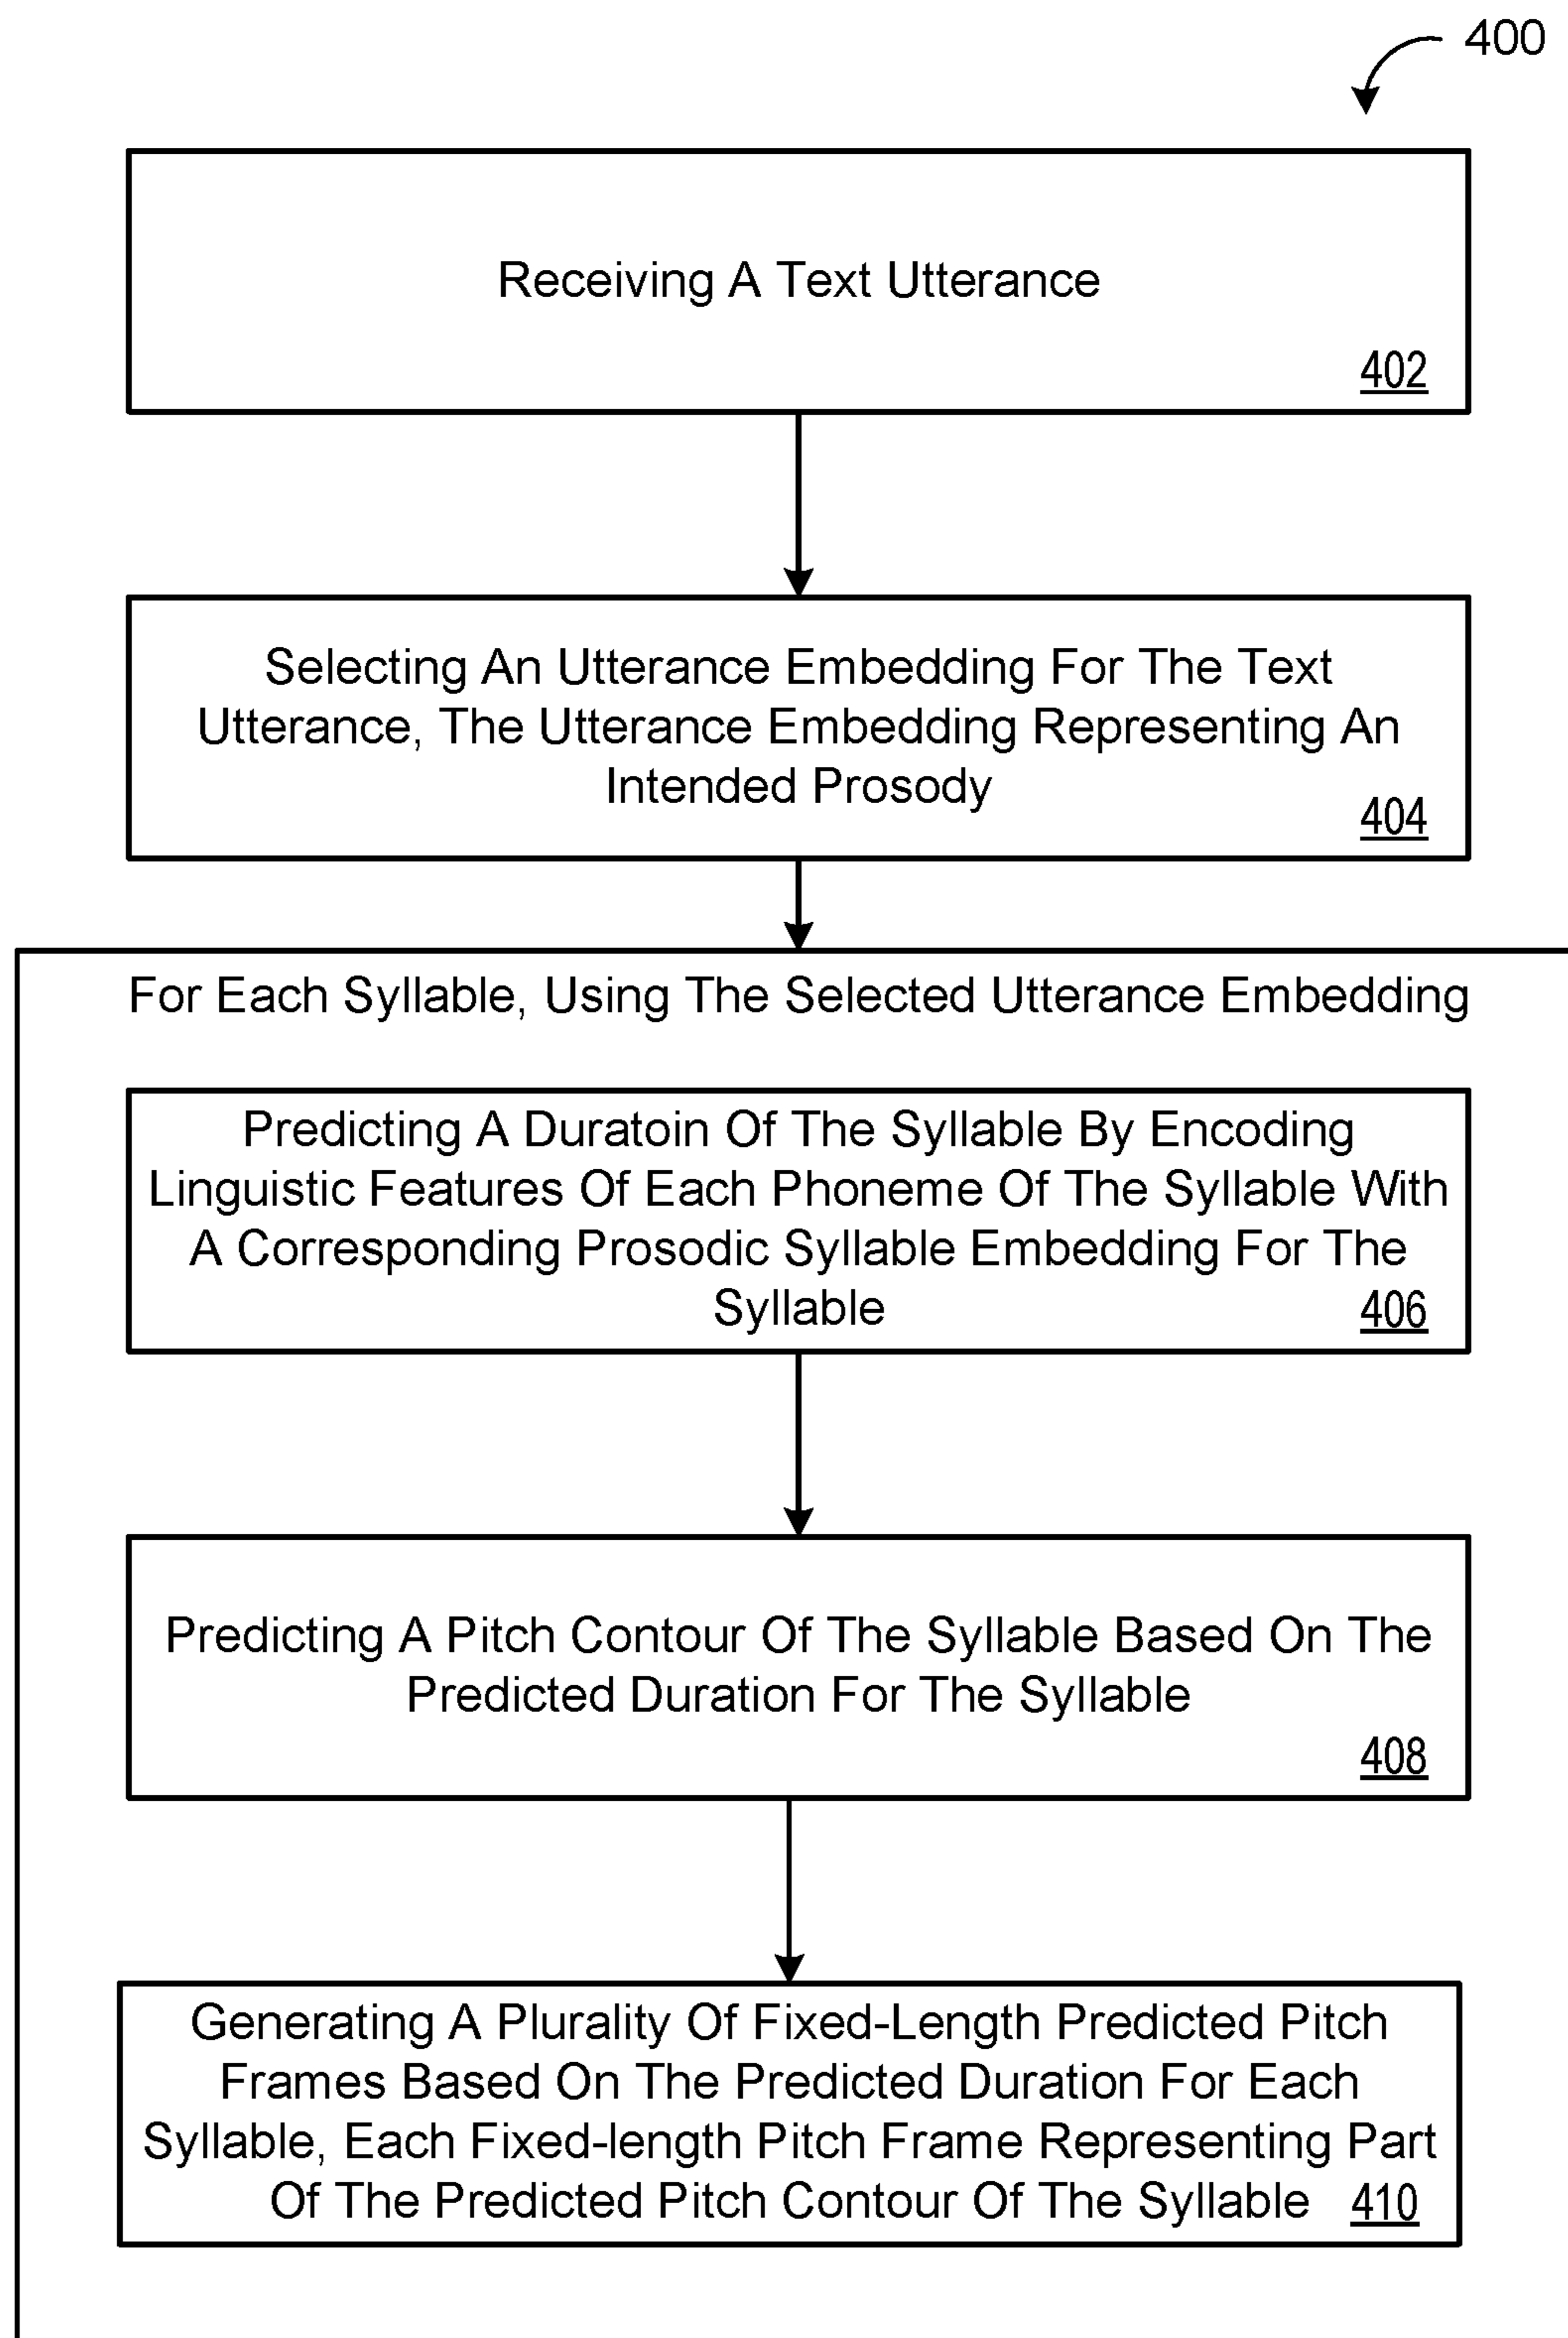 400
Receiving A Text Utterance
402
Selecting An Utterance Embedding For The Text
Utterance, The Utterance Embedding Representing An
Intended Prosody
404
For Each Syllable, Using The Selected Utterance Embedding
Predicting A Duratoin Of The Syllable By Encoding
Linguistic Features Of Each Phoneme Of The Syllable With
A Corresponding Prosodic Syllable Embedding For The
Syllable
406
Predicting A Pitch Contour Of The Syllable Based On The
Predicted Duration For The Syllable
408
Generating A Plurality Of Fixed-Length Predicted Pitch
Frames Based On The Predicted Duration For Each
Syllable, Each Fixed-length Pitch Frame Representing Part
Of The Predicted Pitch Contour Of The Syllable 410